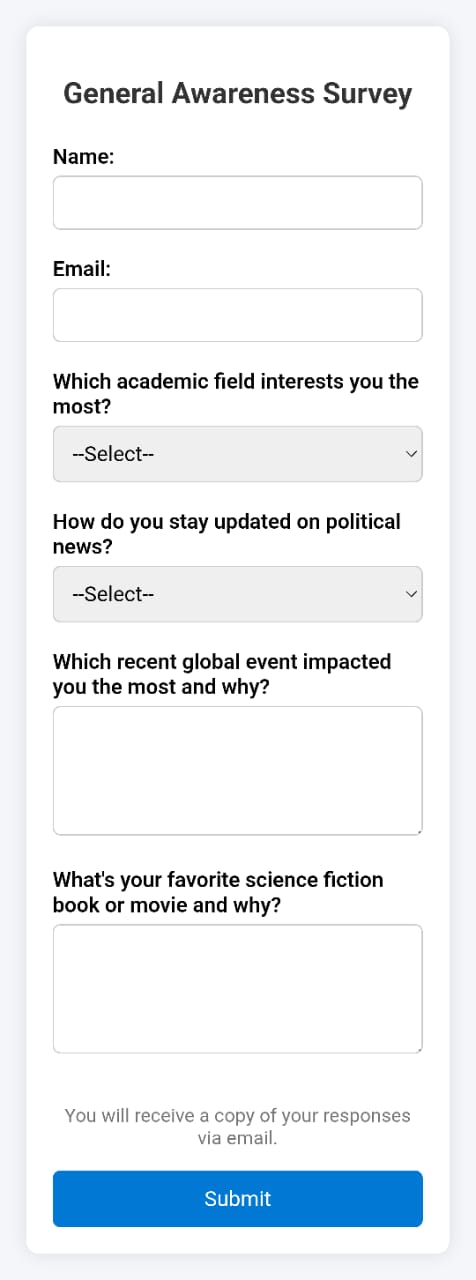 General Awareness Survey
Name:
Email:
Which academic field interests you the
most?
--Select--
How do you stay updated on political
news?
--Select--
Which recent global event impacted
you the most and why?
What's your favorite science fiction
book or movie and why?
You will receive a copy of your responses
via email.
Submit